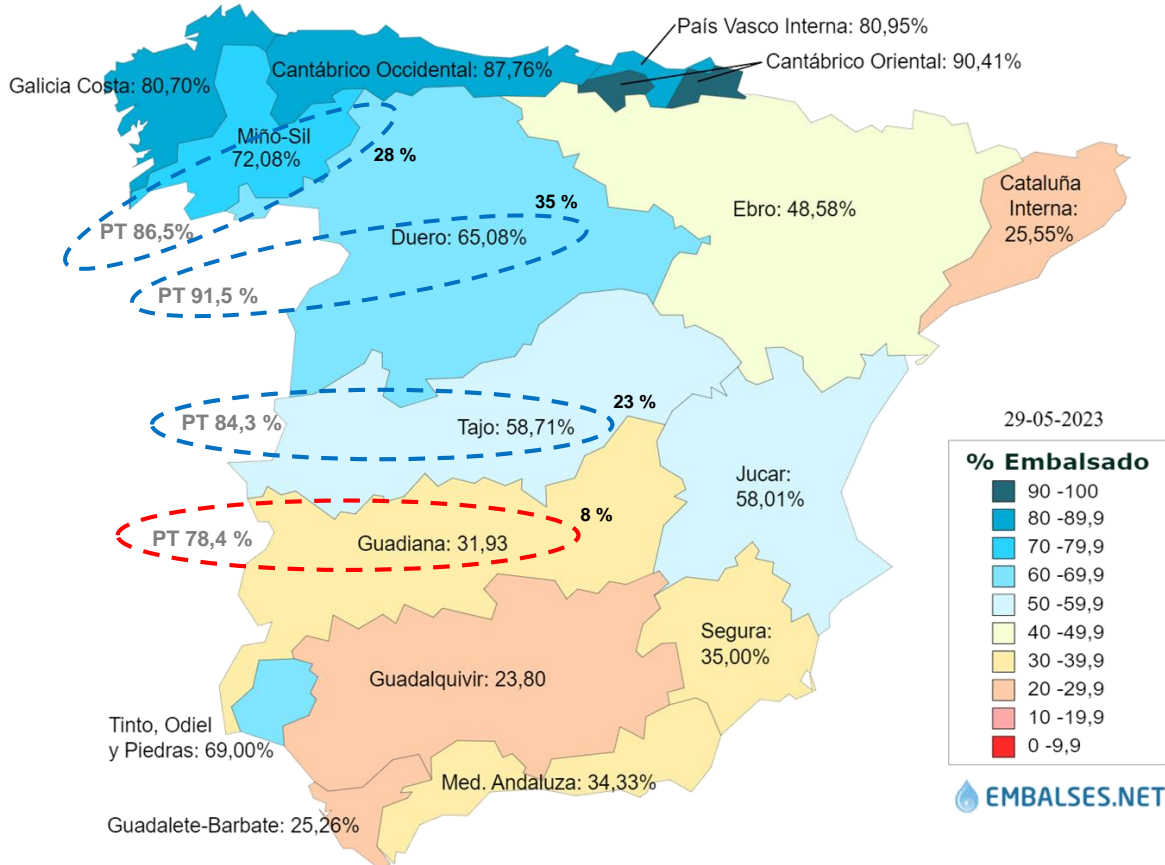 País Vasco Interna: 80,95%
Cantábrico Oriental: 90,41%
Cantábrico Occidental: 87,76%
Galicia Costa: 80,70%
Miño-Sil
72,08%
28 %
35 %
Cataluña
Interna:
25,55%
Ebro: 48,58%
PT 86,5%
Duero: 65,08%
PT 91,5 %
23 %
PT 84,3 %
Tajo: 58,71%
Jucar:
58,01%
8 %
PT 78,4 %
Guadiana: 31,93
Segura:
35,00%
Guadalquivir: 23,80
Tinto, Odiel
y Piedras: 69,00%
Med. Andaluza: 34,33%
Guadalete-Barbate: 25,26%
29-05-2023
% Embalsado
90 -100
80 -89,9
70 -79,9
60 -69,9
50 -59,9
40 -49,9
30 -39,9
20 -29,9
10 -19,9
0 -9,9
EMBALSES.NET